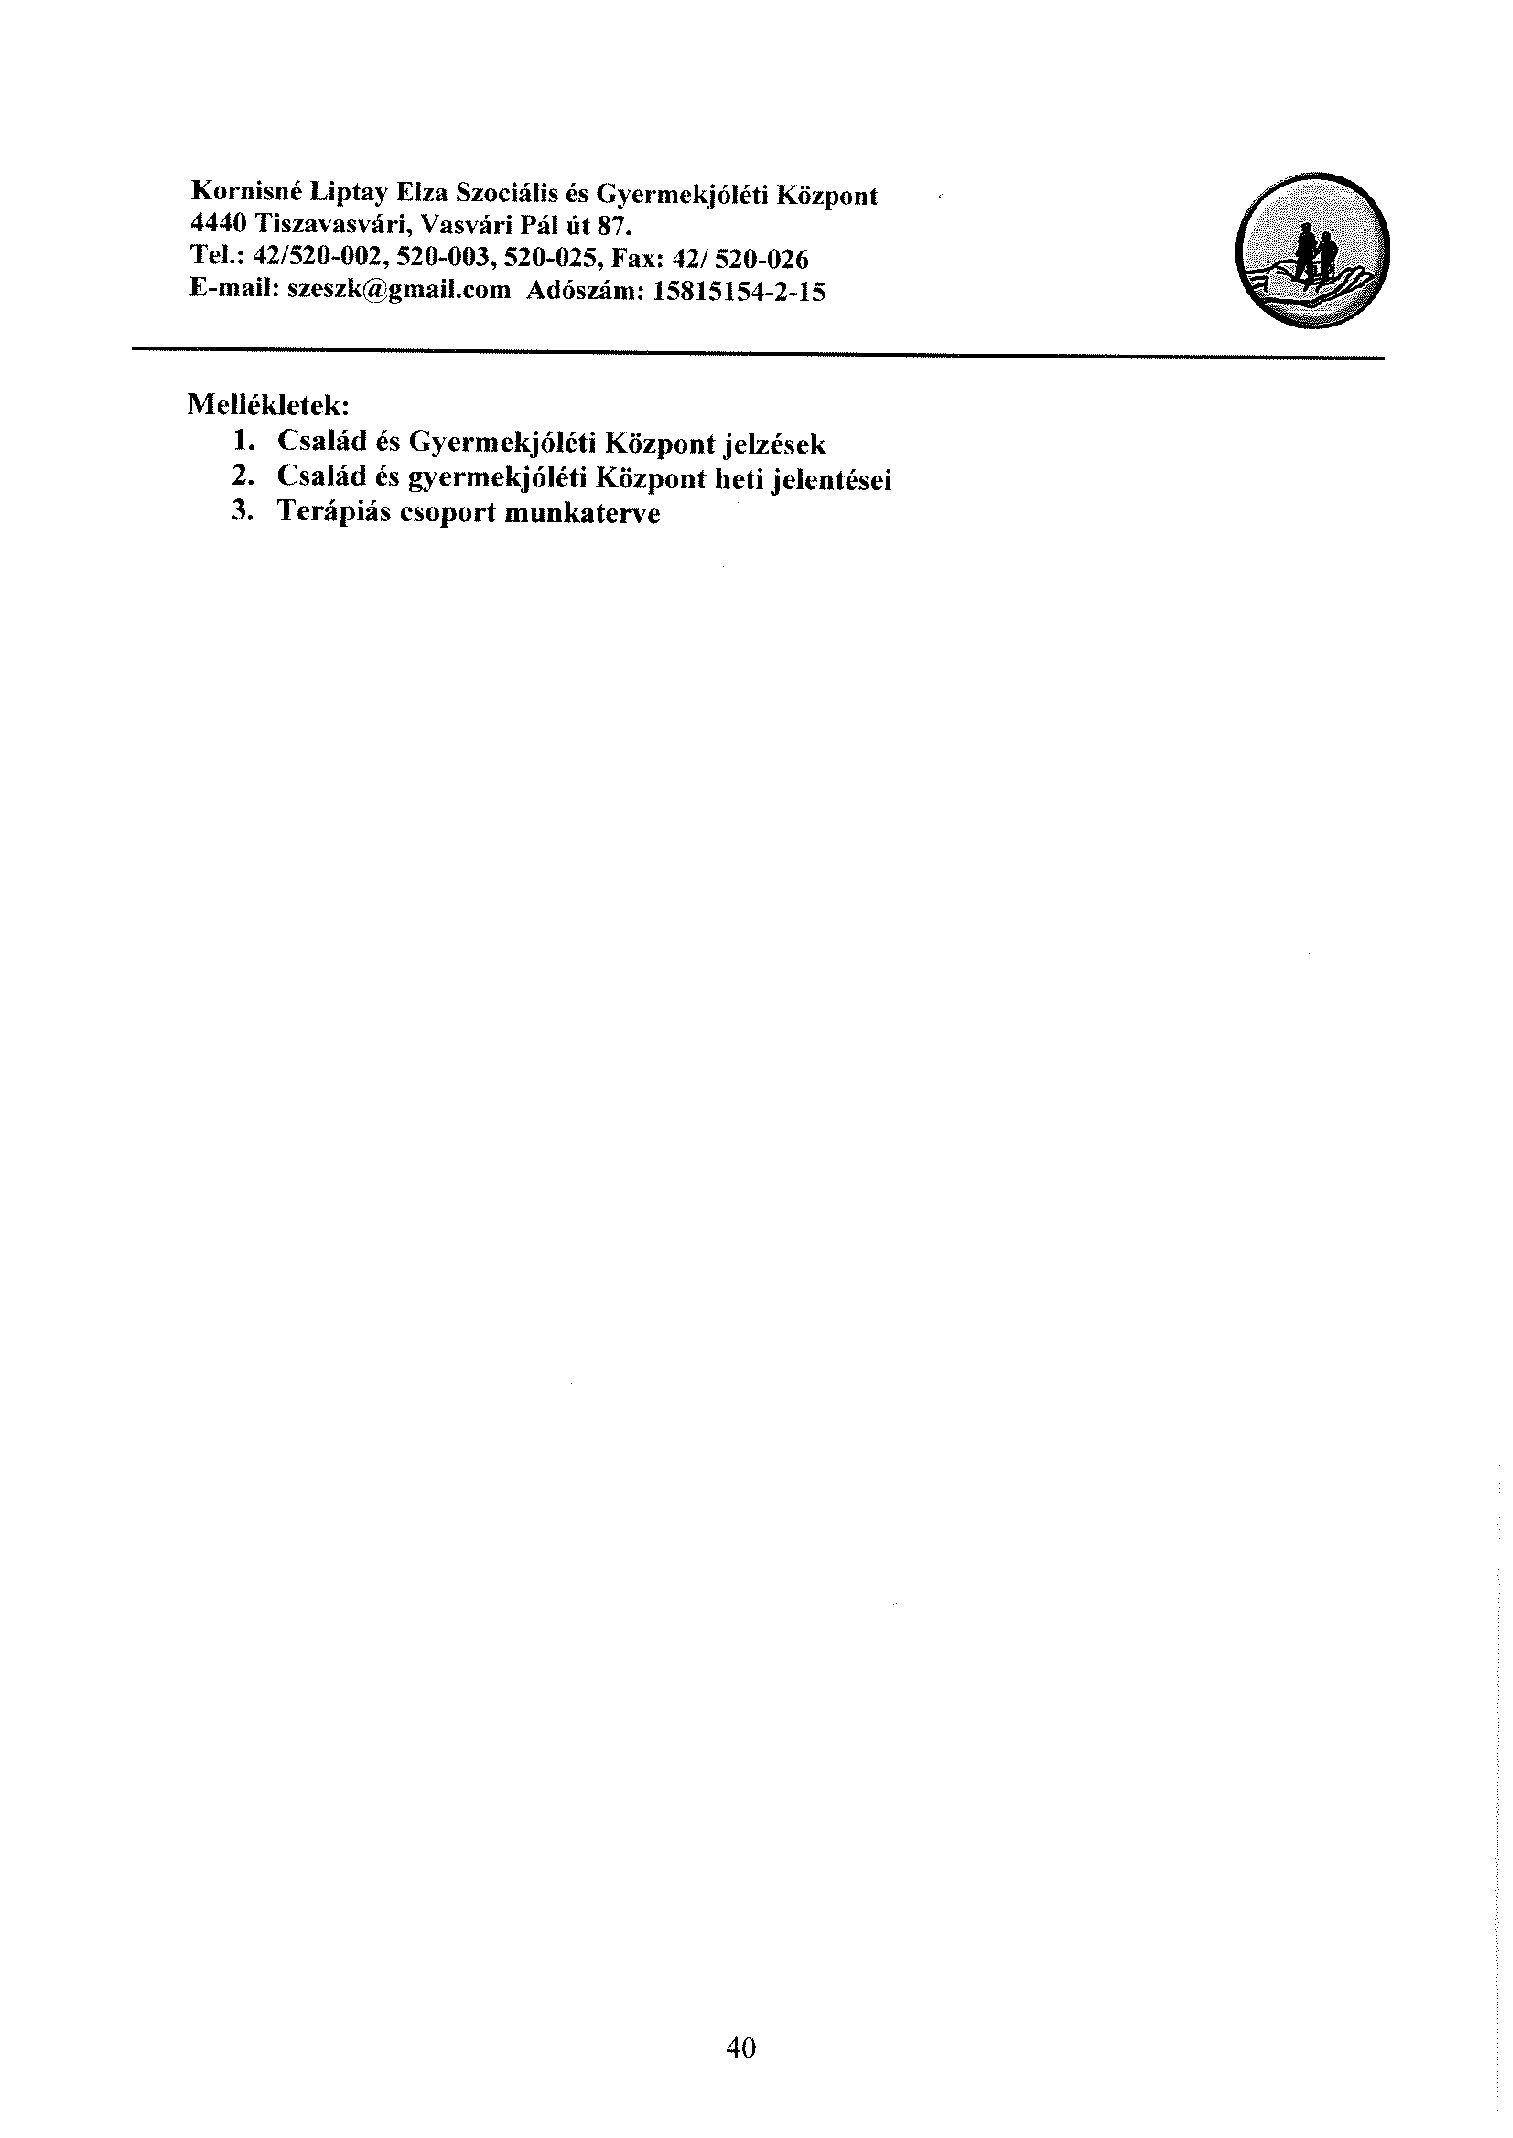 Kornisné Liptay Elza Szociális és Gyermekjóléti Központ
4440 Tiszavasvári, Vasvári Pál út 87.
Tel.: 42/520-002, 520-003, 520-025, Fax: 42/ 520-026
E-mail: szeszk@gmail.com Adószám: 15815154-2-15
Mellékletek:
1. Család és Gyermekjóléti Központ jelzések
2. Család és gyermekjóléti Központ heti jelentései
3. Terápiás csoport munkaterve
40